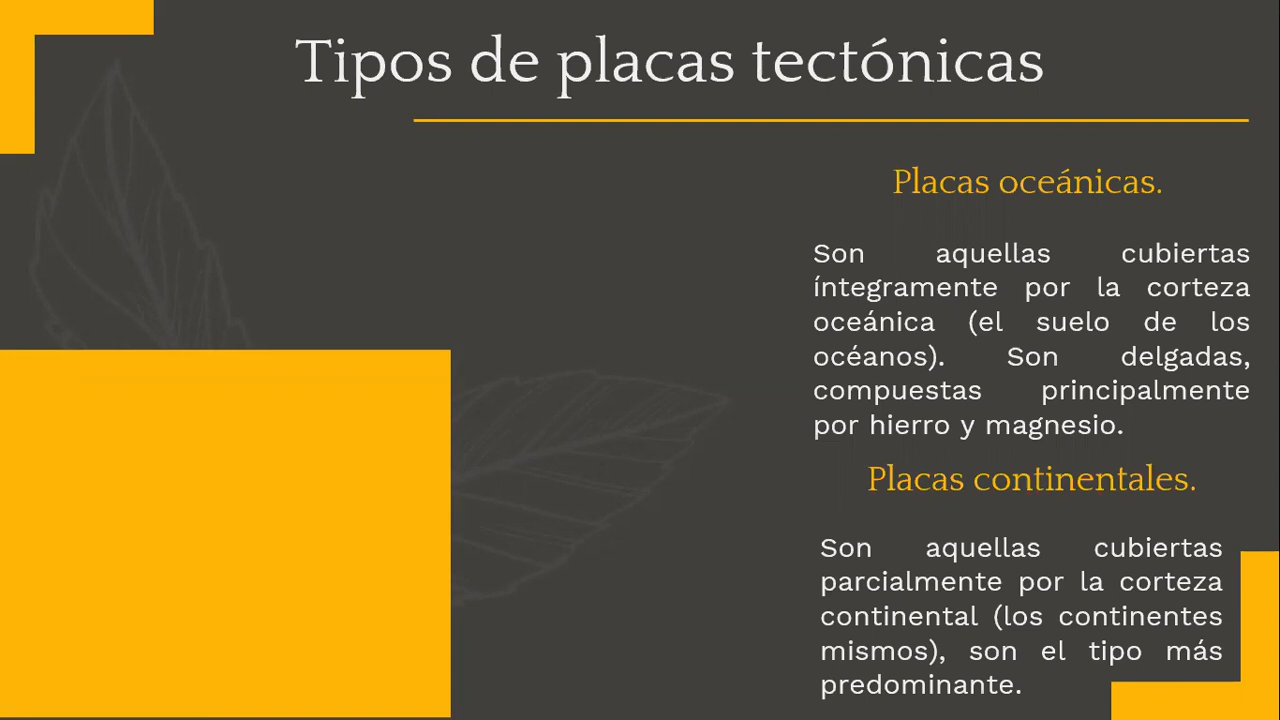 Tipos de placas tectónicas
Placas oceánicas.
Son aquellas cubiertas
íntegramente por la corteza
oceánica (el suelo de los
océanos). Son delgadas,
compuestas principalmente
por hierro y magnesio.
Placas continentales.
Son aquellas cubiertas
parcialmente por la corteza
continental (los continentes
mismos), son el tipo más
predominante.